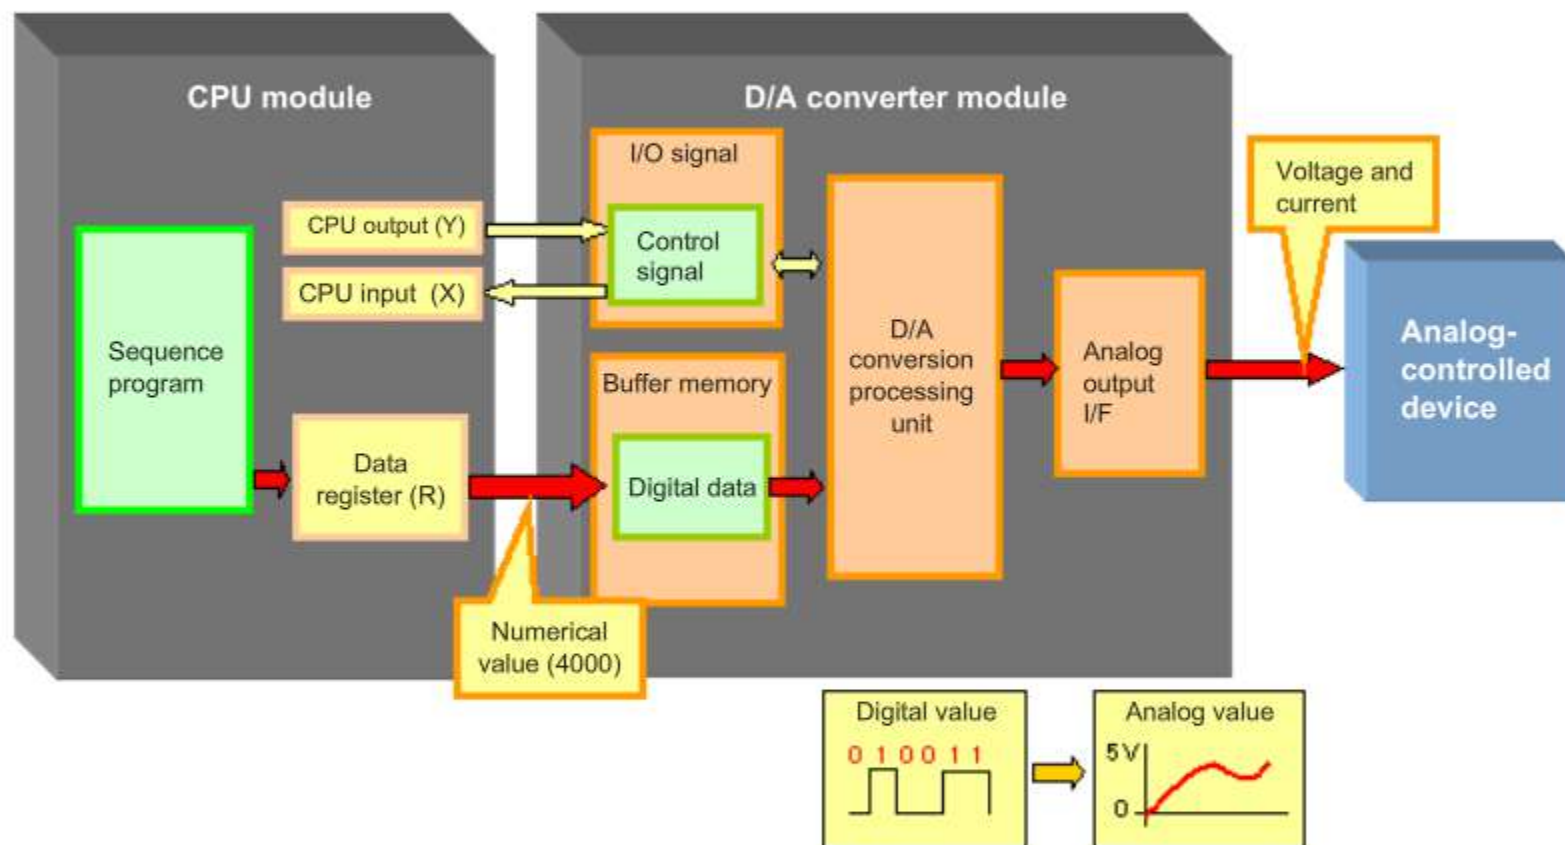 CPU module
D/A converter module
I/O signal
Voltage and
current
CPU output (Y)
Control
signal
CPU input (X)
Sequence
program
D/A
conversion
processing
unit
Analog
output
I/F
Analog-
controlled
device
Buffer memory
Data
register (R)
Digital data
Numerical
value (4000)
Digital value
0 1 0 0 1 1
Analog value
5V
0